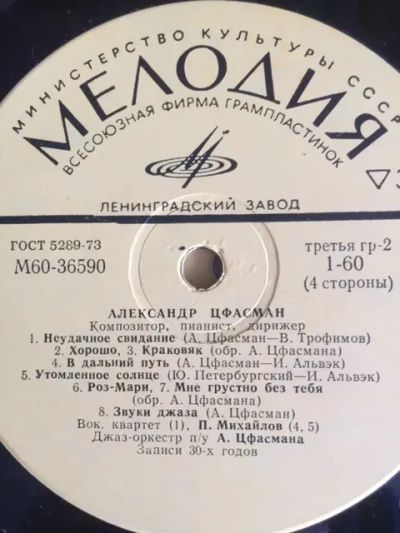 МИНИСТЕРСТВО КУЛЬТУРЫ СССР
МЕЛОДИЯ
ВСЕСОЮЗНАЯ ФИРМА ГРАМПЛАСТИНОК
ЛЕНИНГРАДСКИЙ ЗАВОД
ГОСТ 5289-73
М60-36590
третья гр-2
1-60
(4 стороны)
АЛЕКСАНДР ЦФАСМАН
Композитор, пианист, дирижер
1. Неудачное свидание (А. Цфасман—В. Трофимов)
2. Хорошо, 3. Краковяк (обр. А. Цфасмана)
4. В дальний путь (А. Цфасман—И. Альвэк)
5. Утомленное солнце (Ю. Петербургский—И. Альвэк)
6. Роз-Мари, 7. Мне грустно без тебя
(обр. А. Цфасмана)
8. Звуки джаза (А. Цфасман)
Вок. квартет (1), П. Михайлов (4, 5)
Джаз-оркестр п/у А. Цфасмана
Записи 30-х годов